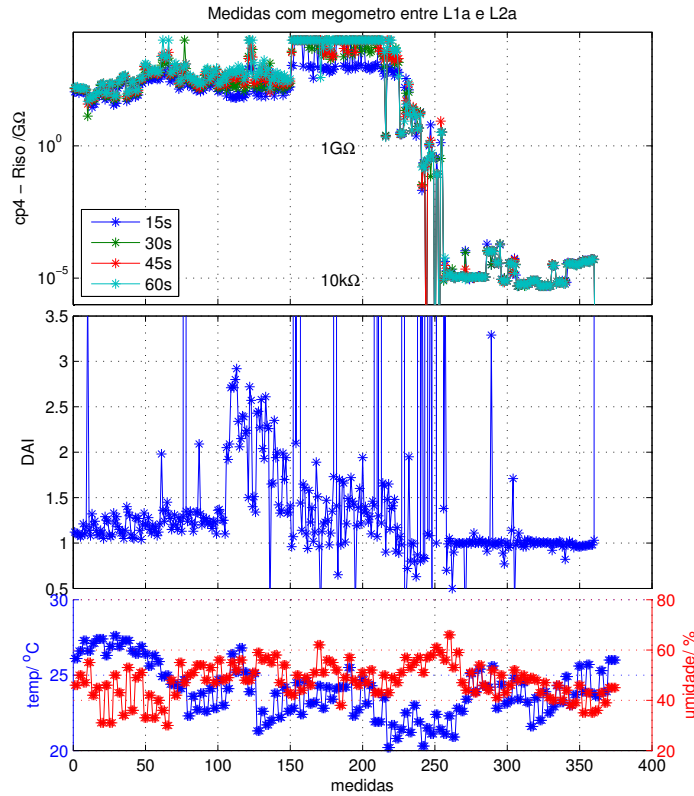 Medidas com megometro entre L1a e L2a
cp4 − Riso /GΩ
10^0
10^−5
1GΩ
10kΩ
15s
30s
45s
60s
DAI
3.5
3
2.5
2
1.5
1
0.5
temp/ °C
30
25
20
umidade/ %
80
60
40
20
0 50 100 150 200 250 300 350 400
medidas